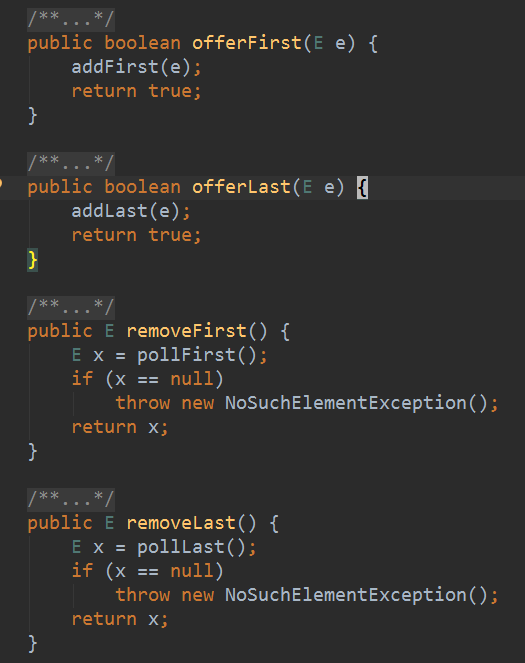 /**...*/
public boolean offerFirst(E e) {
    addFirst(e);
    return true;
}
/**...*/
public boolean offerLast(E e) {
    addLast(e);
    return true;
}
/**...*/
public E removeFirst() {
    E x = pollFirst();
    if (x == null)
        throw new NoSuchElementException();
    return x;
}
/**...*/
public E removeLast() {
    E x = pollLast();
    if (x == null)
        throw new NoSuchElementException();
    return x;
}